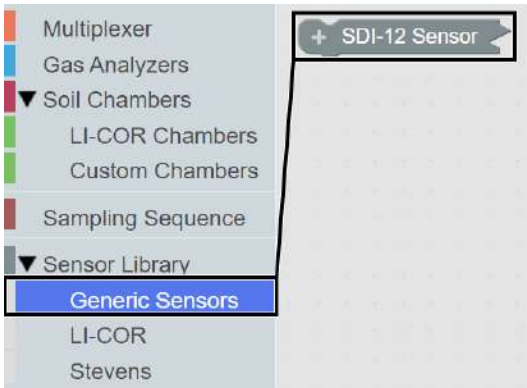 Multiplexer
Gas Analyzers
Soil Chambers
LI-COR Chambers
Custom Chambers
Sampling Sequence
Sensor Library
Generic Sensors
LI-COR
Stevens
+ SDI-12 Sensor